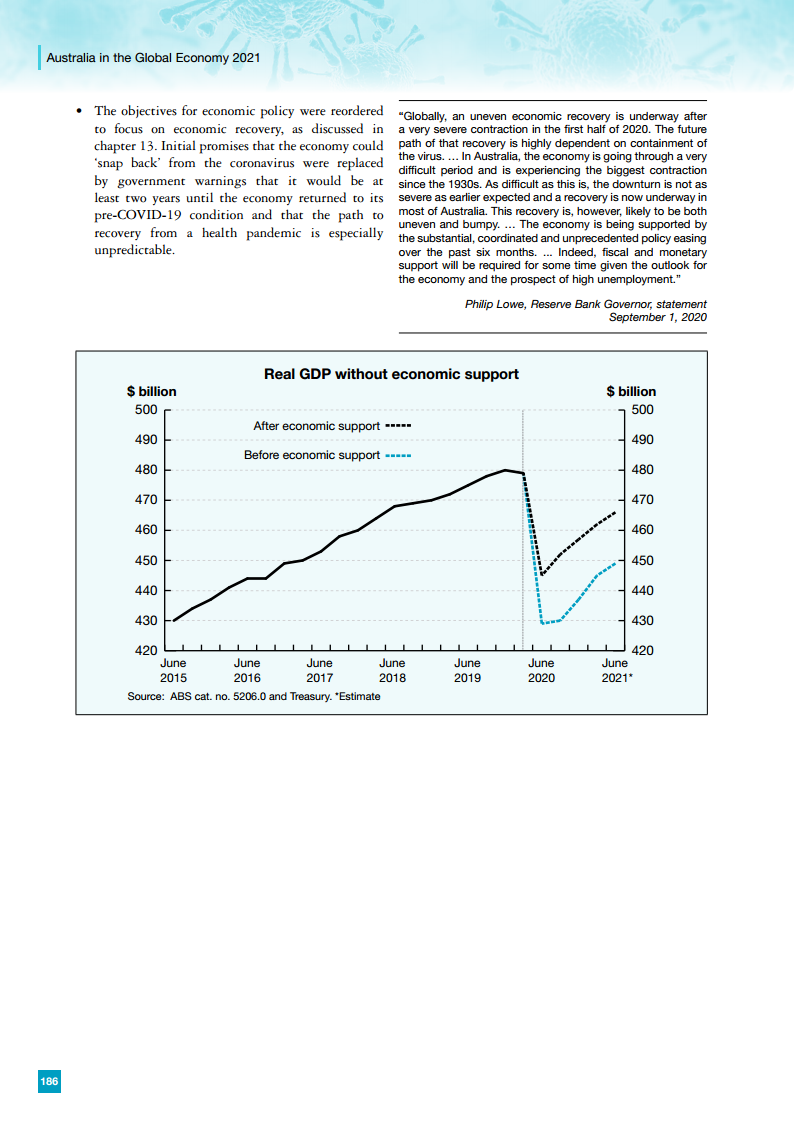 Australia in the Global Economy 2021
• The objectives for economic policy were reordered
to focus on economic recovery, as discussed in
chapter 13. Initial promises that the economy could
‘snap back’ from the coronavirus were replaced
by government warnings that it would be at
least two years until the economy returned to its
pre-COVID-19 condition and that the path to
recovery from a health pandemic is especially
unpredictable.
“Globally, an uneven economic recovery is underway after
a very severe contraction in the first half of 2020. The future
path of that recovery is highly dependent on containment of
the virus. … In Australia, the economy is going through a very
difficult period and is experiencing the biggest contraction
since the 1930s. As difficult as this is, the downturn is not as
severe as earlier expected and a recovery is now underway in
most of Australia. This recovery is, however, likely to be both
uneven and bumpy. … The economy is being supported by
the substantial, coordinated and unprecedented policy easing
over the past six months. ... Indeed, fiscal and monetary
support will be required for some time given the outlook for
the economy and the prospect of high unemployment.”
Philip Lowe, Reserve Bank Governor, statement
September 1, 2020
Real GDP without economic support
$ billion $ billion
500 500
After economic support
490 490
Before economic support
480 480
470 470
460 460
450 450
440 440
430 430
420 420
June June June June June June June
2015 2016 2017 2018 2019 2020 2021*
Source: ABS cat. no. 5206.0 and Treasury. *Estimate
186